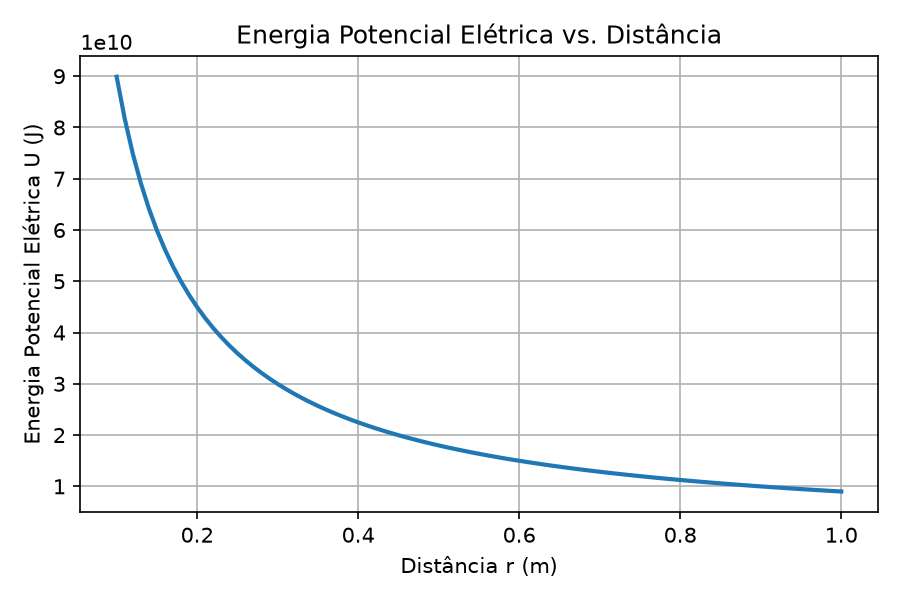 Energia Potencial Elétrica vs. Distância
1e10
9
8
7
6
5
4
3
2
1
Energia Potencial Elétrica U (J)
0.2 0.4 0.6 0.8 1.0
Distância r (m)